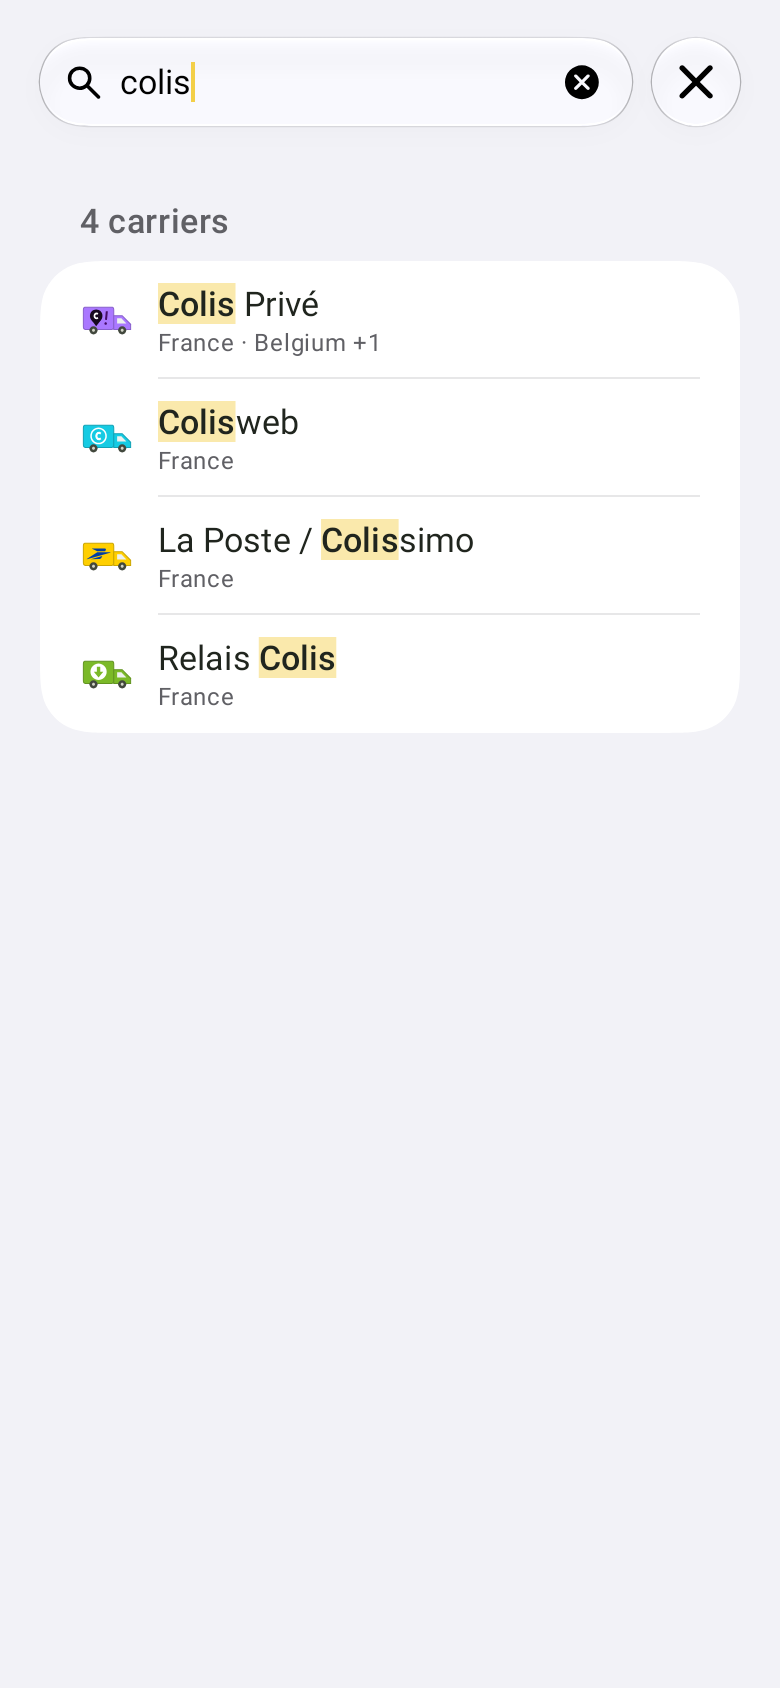 colis
4 carriers
Colis Privé
France · Belgium +1
Colisweb
France
La Poste / Colissimo
France
Relais Colis
France